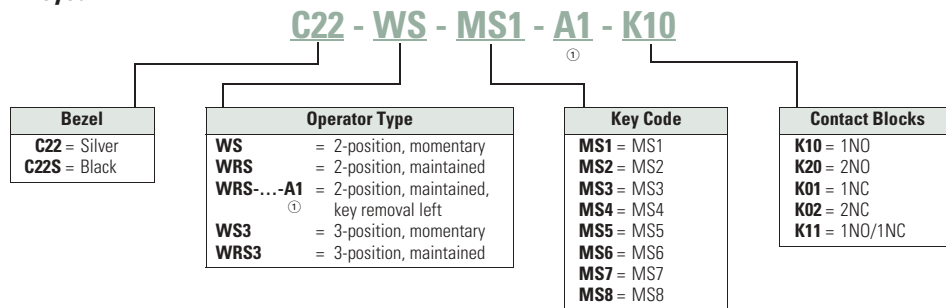 C22 - WS - MS1 - A1 - K10
①
Bezel
C22 = Silver
C22S = Black
Operator Type
WS = 2-position, momentary
WRS = 2-position, maintained
WRS-...-A1 = 2-position, maintained,
① key removal left
WS3 = 3-position, momentary
WRS3 = 3-position, maintained
Key Code
MS1 = MS1
MS2 = MS2
MS3 = MS3
MS4 = MS4
MS5 = MS5
MS6 = MS6
MS7 = MS7
MS8 = MS8
Contact Blocks
K10 = 1NO
K20 = 2NO
K01 = 1NC
K02 = 2NC
K11 = 1NO/1NC